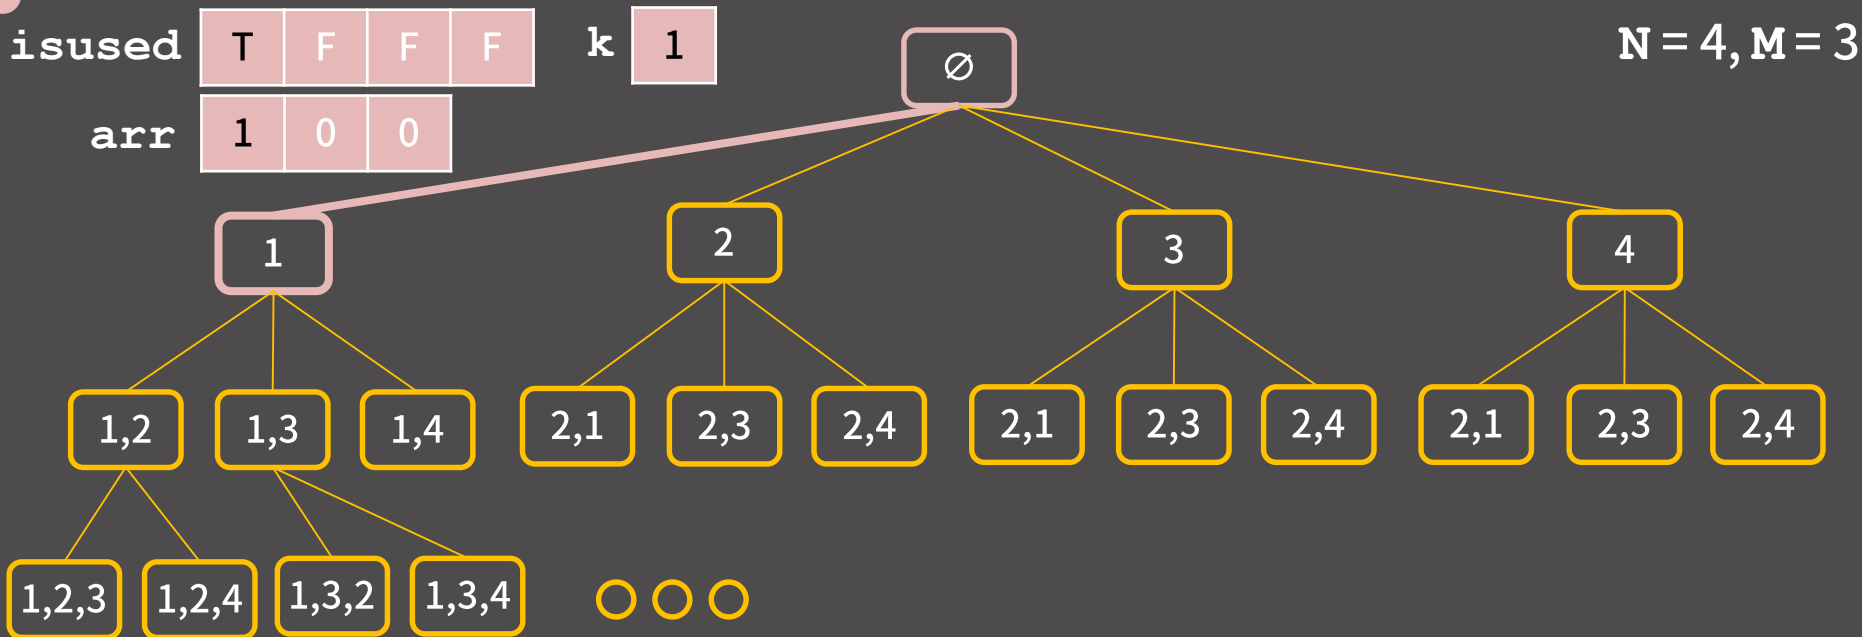 isused T F F F k 1 ∅ N = 4, M = 3
arr 1 0 0
1 2 3 4
1,2 1,3 1,4 2,1 2,3 2,4 2,1 2,3 2,4 2,1 2,3 2,4
1,2,3 1,2,4 1,3,2 1,3,4